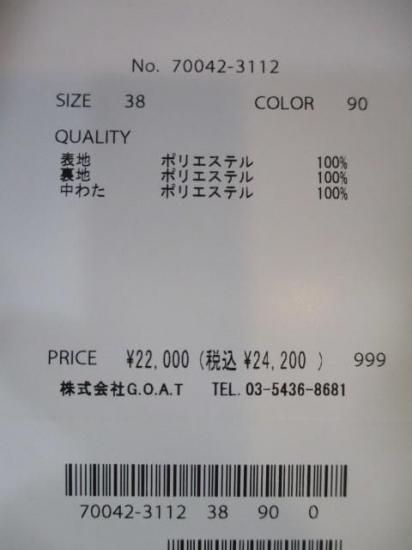 No. 70042-3112
SIZE 38 COLOR 90
QUALITY
表地 ポリエステル 100%
裏地 ポリエステル 100%
中わた ポリエステル 100%
PRICE ¥22,000 (税込 ¥24,200 ) 999
株式会社G.O.A.T TEL. 03-5436-8681
70042-3112 38 90 0